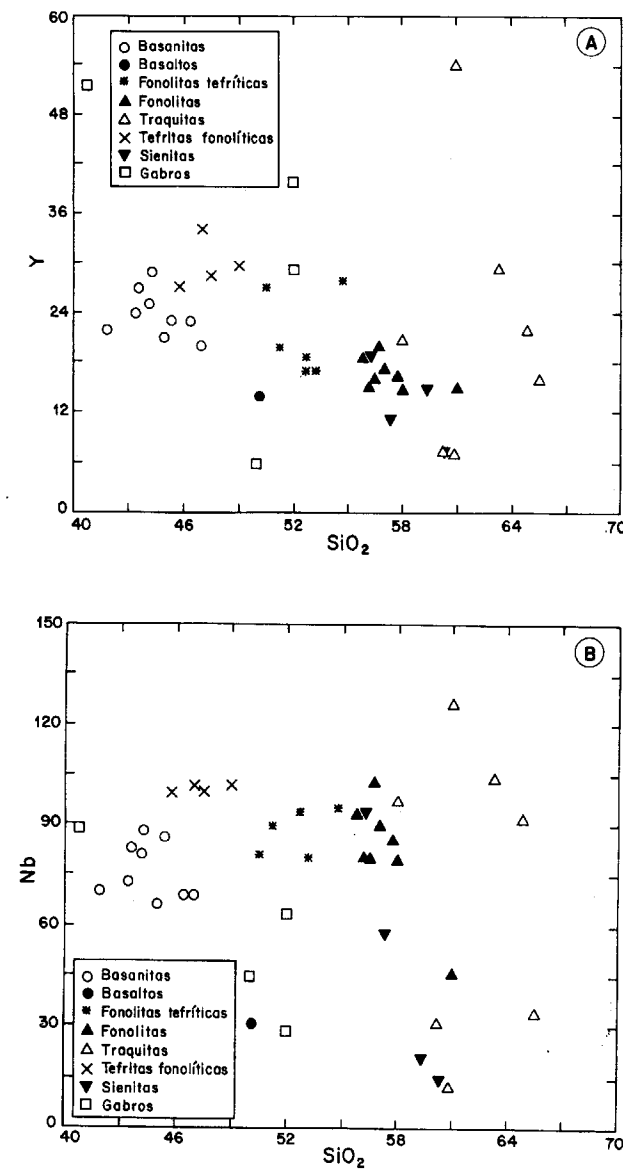 60
48
36
24
12
0
Y
A
Basanitas
Basaltos
Fonolitas tefríticas
Fonolitas
Traquitas
Tefritas fonolíticas
Sienitas
Gabros
40 46 52 58 64 70
SiO2
150
120
90
60
30
0
Nb
B
Basanitas
Basaltos
Fonolitas tefríticas
Fonolitas
Traquitas
Tefritas fonolíticas
Sienitas
Gabros
40 46 52 58 64 70
SiO2